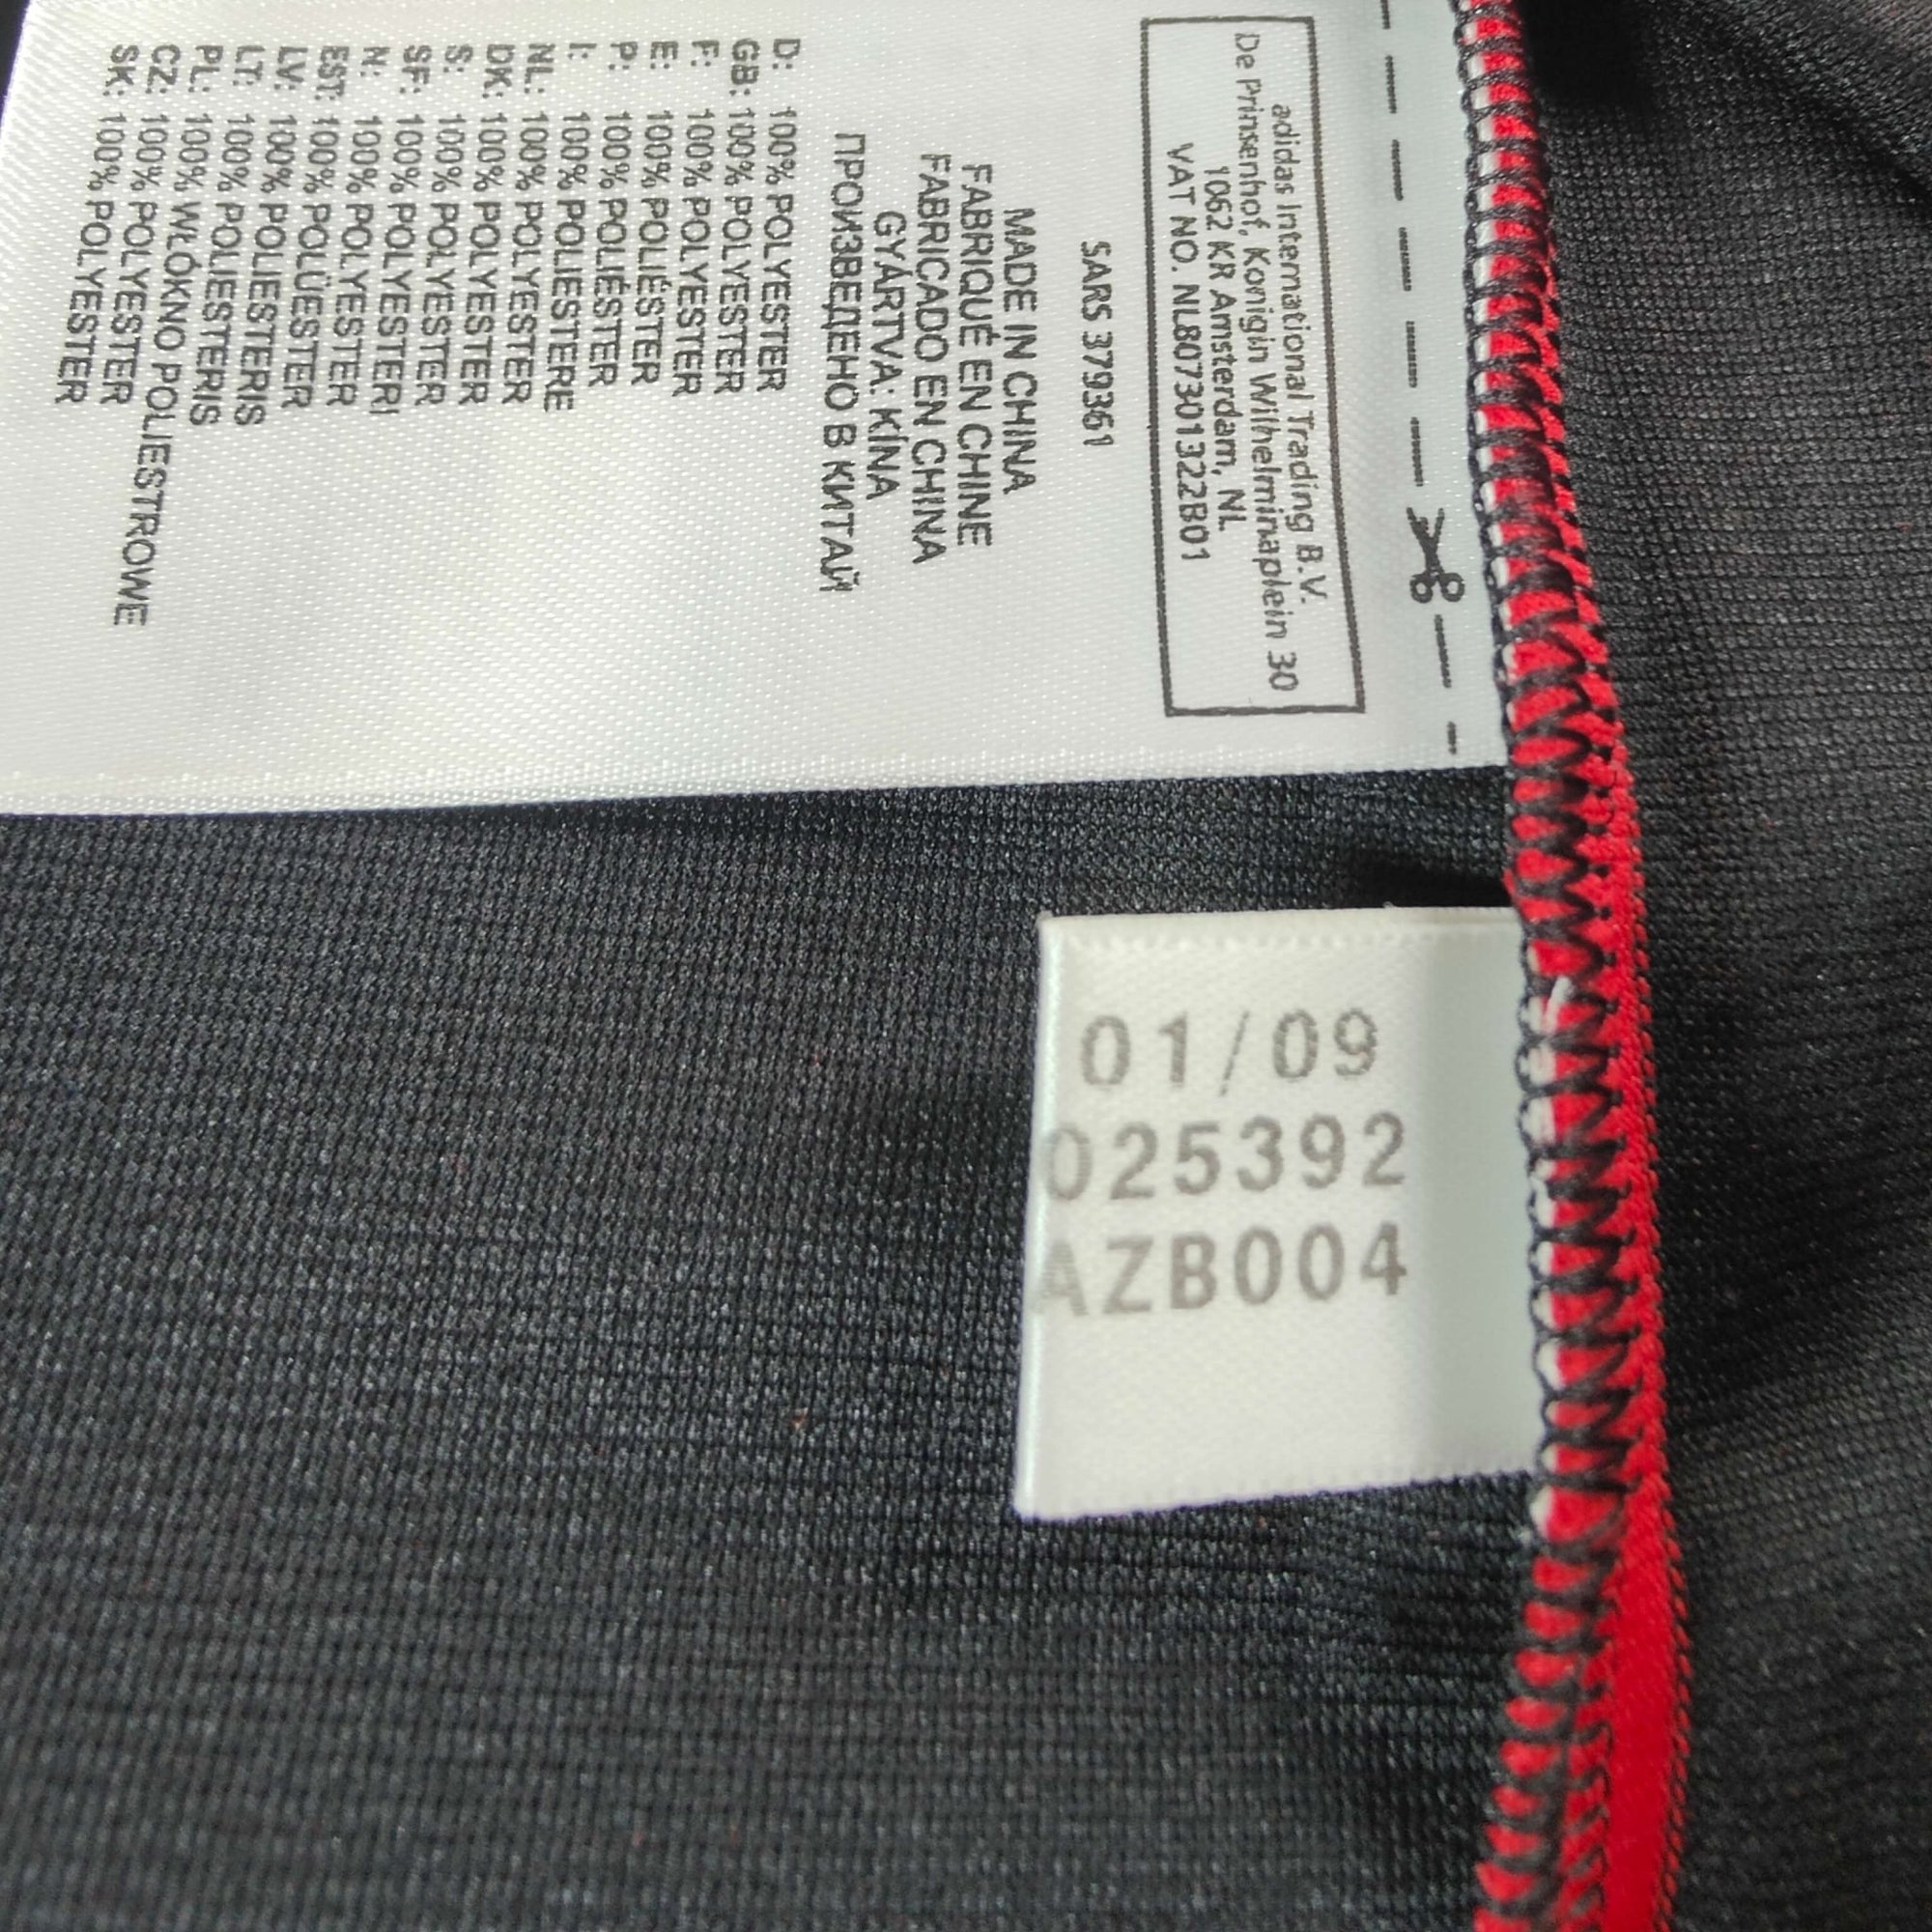 adidas International Trading B.V.
De Prinsenhof, Konigin Wilhelminaplein 30
1062 KR Amsterdam, NL
VAT NO. NL807301322B01
SARS 379361
MADE IN CHINA
FABRIQUÉ EN CHINE
FABRICADO EN CHINA
GYÁRTVA: KÍNA
ПРОИЗВЕДЕНО В КИТАЙ
D: 100% POLYESTER
GB: 100% POLYESTER
F: 100% POLYESTER
E: 100% POLIÉSTER
P: 100% POLIÉSTER
I: 100% POLIESTERE
NL: 100% POLYESTER
DK: 100% POLYESTER
S: 100% POLYESTER
SF: 100% POLYESTERI
N: 100% POLYESTER
EST: 100% POLÜESTER
LV: 100% POLIESTERIS
LT: 100% POLIESTERIS
PL: 100% WŁÓKNO POLIESTROWE
CZ: 100% POLYESTER
SK: 100% POLYESTER
01/09
025392
AZB004